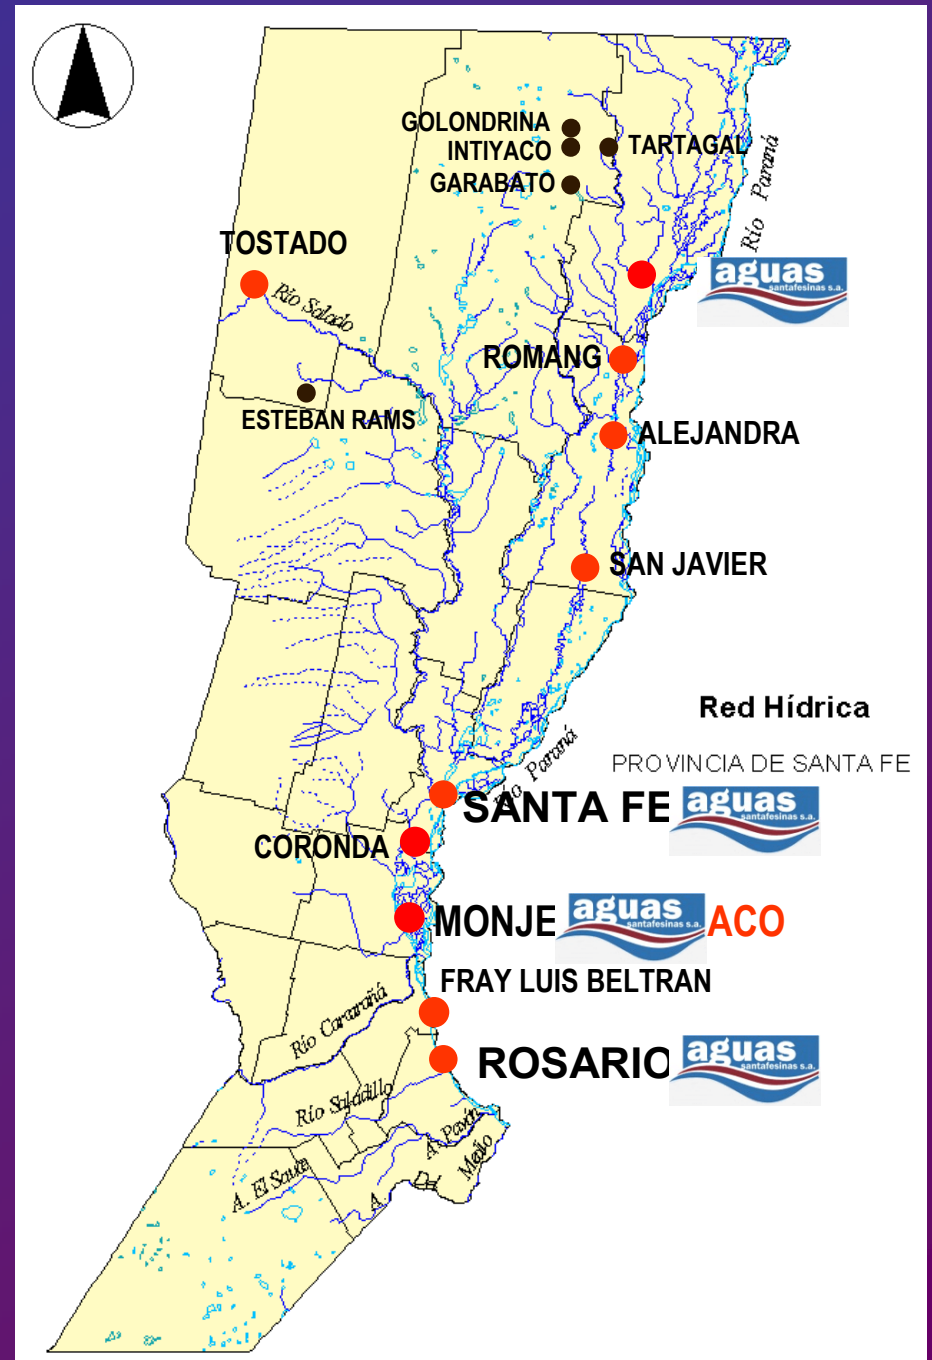 GOLONDRINA
INTIYACO
TARTAGAL
GARABATO
Río Paraná
TOSTADO
aguas
santafesinas s.a.
Río Salado
ROMANG
ESTEBAN RAMS
ALEJANDRA
SAN JAVIER
Red Hídrica
PROVINCIA DE SANTA FE
Río Paraná
SANTA FE
aguas
santafesinas s.a.
CORONDA
MONJE
aguas
santafesinas s.a.
ACO
FRAY LUIS BELTRAN
Río Cararañá
ROSARIO
aguas
santafesinas s.a.
Río Saladillo
A. Pavón
A. El Sauce
A. Del Medio